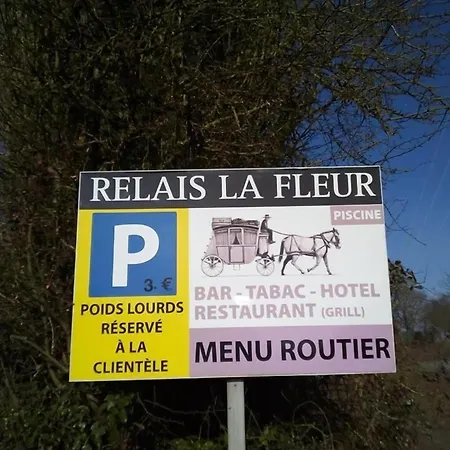 RELAIS LA FLEUR
PISCINE
P
3 €
POIDS LOURDS
RÉSERVÉ
À LA
CLIENTÈLE
BAR - TABAC - HOTEL
RESTAURANT (GRILL)
MENU ROUTIER